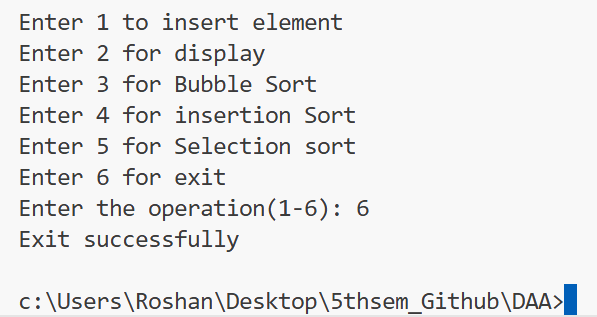 Enter 1 to insert element
Enter 2 for display
Enter 3 for Bubble Sort
Enter 4 for insertion Sort
Enter 5 for Selection sort
Enter 6 for exit
Enter the operation(1-6): 6
Exit successfully
c:\Users\Roshan\Desktop\5thsem_Github\DAA>